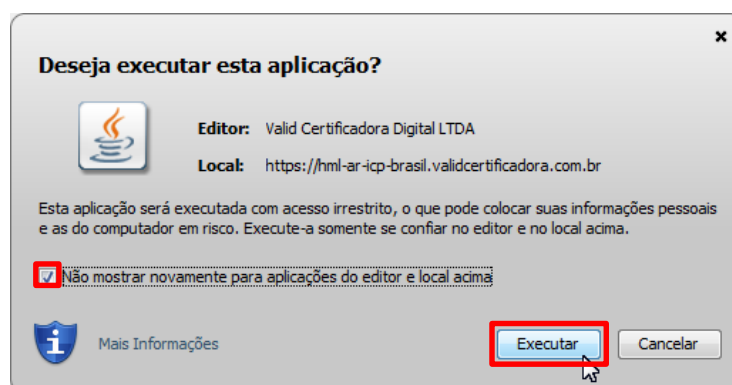 Deseja executar esta aplicação?
Editor: Valid Certificadora Digital LTDA
Local: https://hml-ar-icp-brasil.validcertificadora.com.br
Esta aplicação será executada com acesso irrestrito, o que pode colocar suas informações pessoais
e as do computador em risco. Execute-a somente se confiar no editor e no local acima.
Não mostrar novamente para aplicações do editor e local acima
Mais Informações
Executar
Cancelar